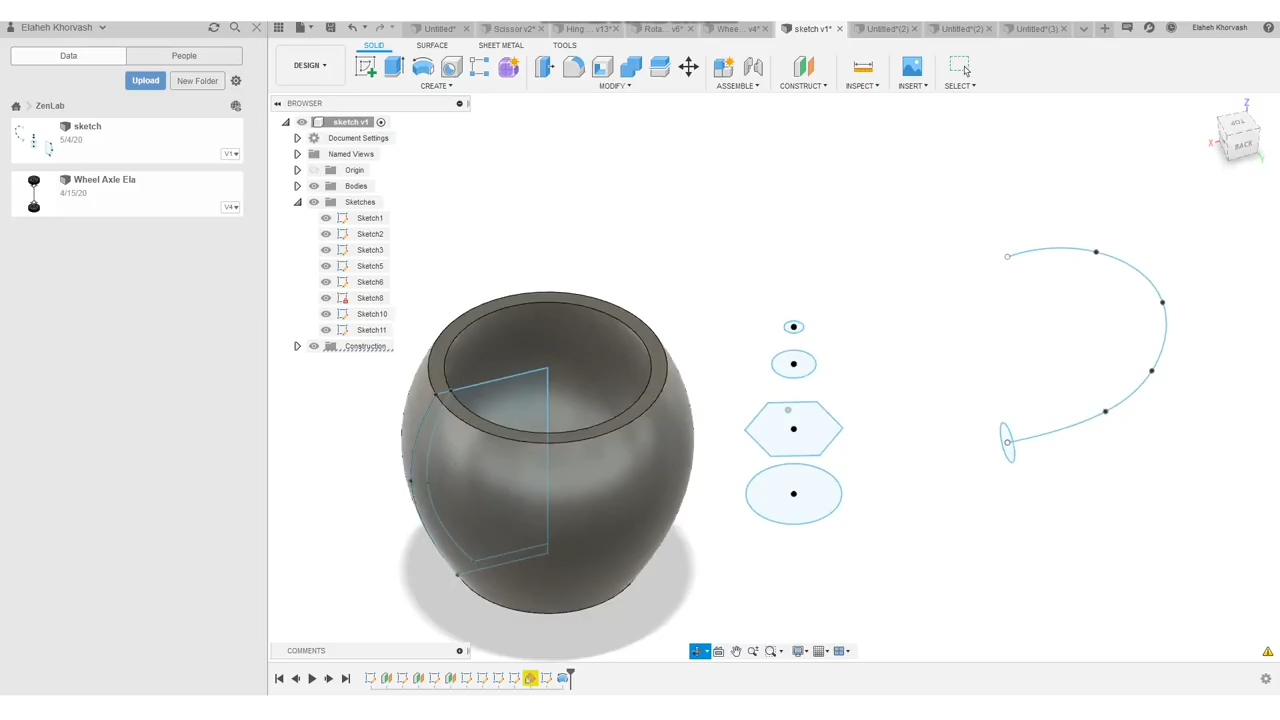 Elaheh Khorvash
Untitled*
Scissor v2*
Hing ... v13*
Rota... v6*
Whee... v4*
sketch v1*
Untitled*(2)
Untitled*(2)
Untitled*(3)
Elaheh Khorvash
Data
People
SOLID
SURFACE
SHEET METAL
TOOLS
DESIGN
Upload
New Folder
CREATE
MODIFY
ASSEMBLE
CONSTRUCT
INSPECT
INSERT
SELECT
ZenLab
BROWSER
sketch v1
sketch
5/4/20
V1
Document Settings
Named Views
Origin
Wheel Axle Ela
4/15/20
V4
Bodies
Sketches
Sketch1
Sketch2
Sketch3
Sketch5
Sketch6
Sketch8
Sketch10
Sketch11
Construction
Z
X
Y
TOP
BACK
COMMENTS